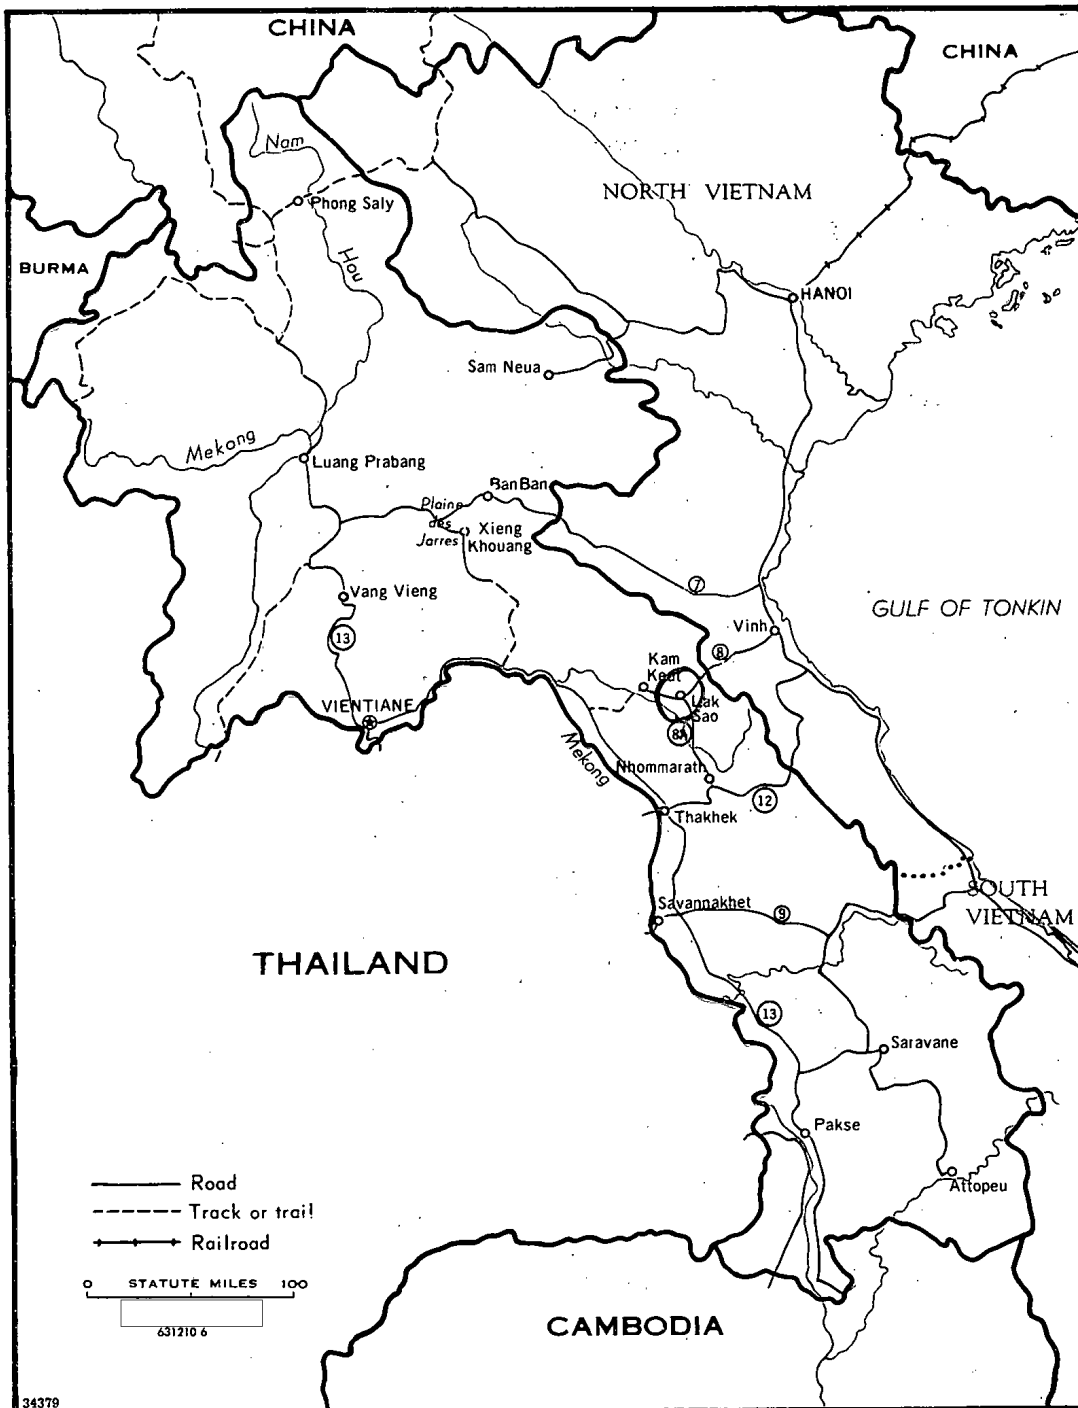 CHINA
CHINA
Nam
NORTH VIETNAM
Phong Saly
BURMA
Hou
HANOI
Sam Neua
Mekong
Luang Prabang
Ban Ban
Plaine
des
Jarres
Xieng
Khouang
7
Vang Vieng
GULF OF TONKIN
Vinh
13
8
Kam
Keut
VIENTIANE
Lak
Sao
8A
Mekong
Nhommarath
12
Thakhek
SOUTH
VIETNAM
Savannakhet
9
THAILAND
13
Saravane
Pakse
Attopeu
Road
Track or trail
Railroad
0 STATUTE MILES 100
631210 6
CAMBODIA
34379